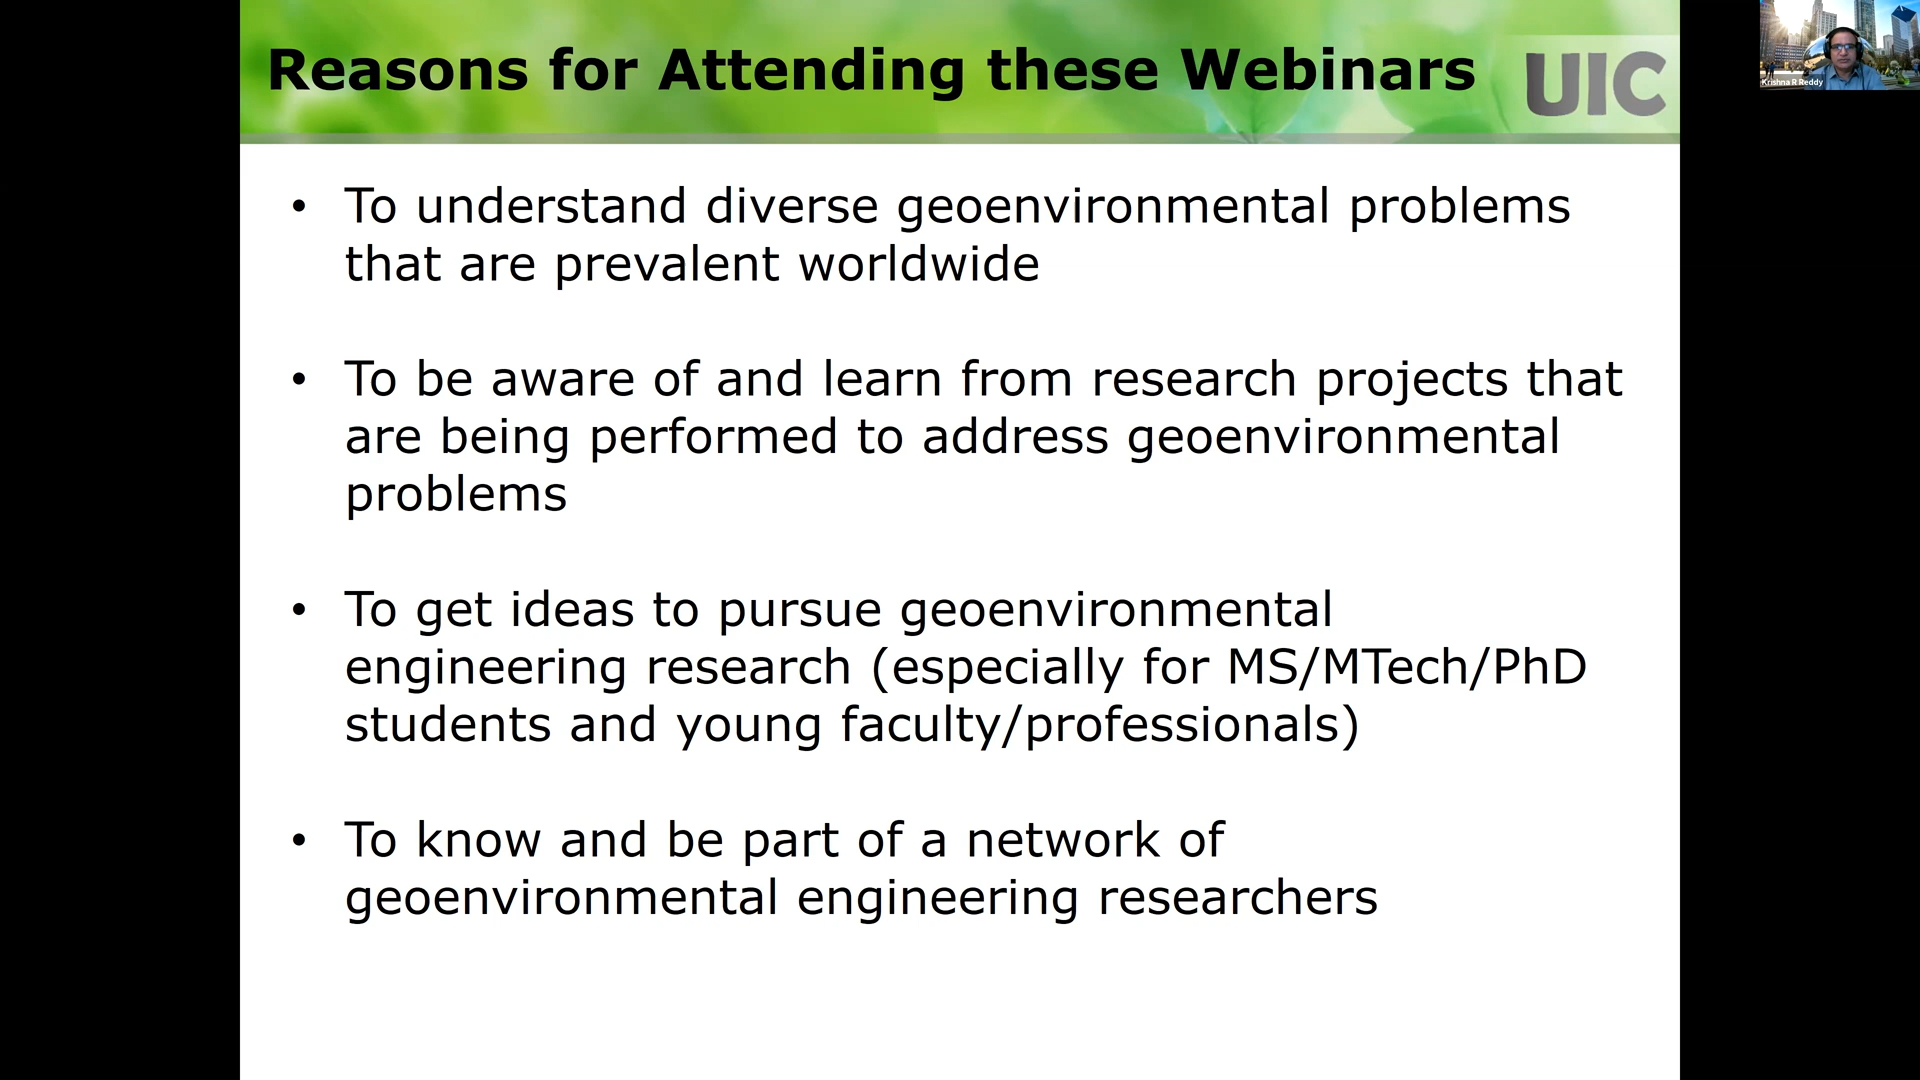 Reasons for Attending these Webinars
UIC
Krishna R Reddy
• To understand diverse geoenvironmental problems
that are prevalent worldwide
• To be aware of and learn from research projects that
are being performed to address geoenvironmental
problems
• To get ideas to pursue geoenvironmental
engineering research (especially for MS/MTech/PhD
students and young faculty/professionals)
• To know and be part of a network of
geoenvironmental engineering researchers